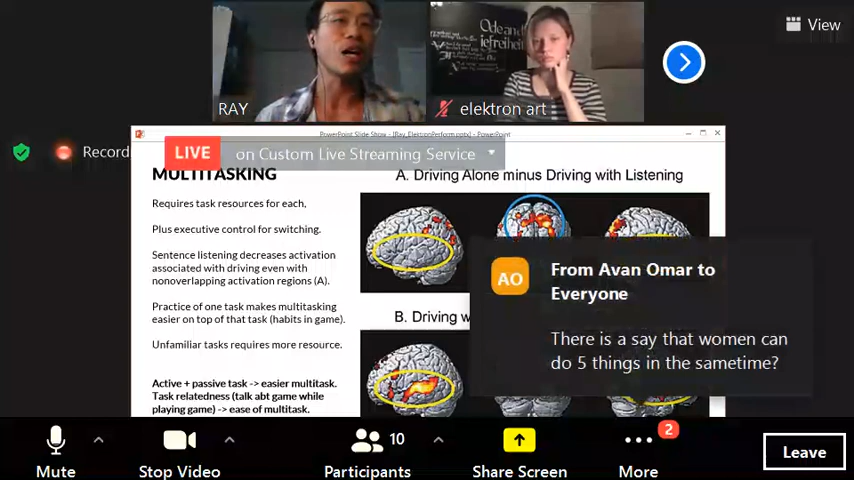 View
RAY
Ode and
elektron art
PowerPoint Slide Show - [Ray_ElektronPerform.pptx] - PowerPoint
Record
LIVE
on Custom Live Streaming Service
MULTITASKING
Requires task resources for each,
Plus executive control for switching.
Sentence listening decreases activation
associated with driving even with
nonoverlapping activation regions (A).
Practice of one task makes multitasking
easier on top of that task (habits in game).
Unfamiliar tasks requires more resource.
Active + passive task -> easier multitask.
Task relatedness (talk abt game while
playing game) -> ease of multitask.
A. Driving Alone minus Driving with Listening
B. Driving w
AO
From Avan Omar to
Everyone
There is a say that women can
do 5 things in the sametime?
Mute
Stop Video
10
Participants
Share Screen
2
More
Leave